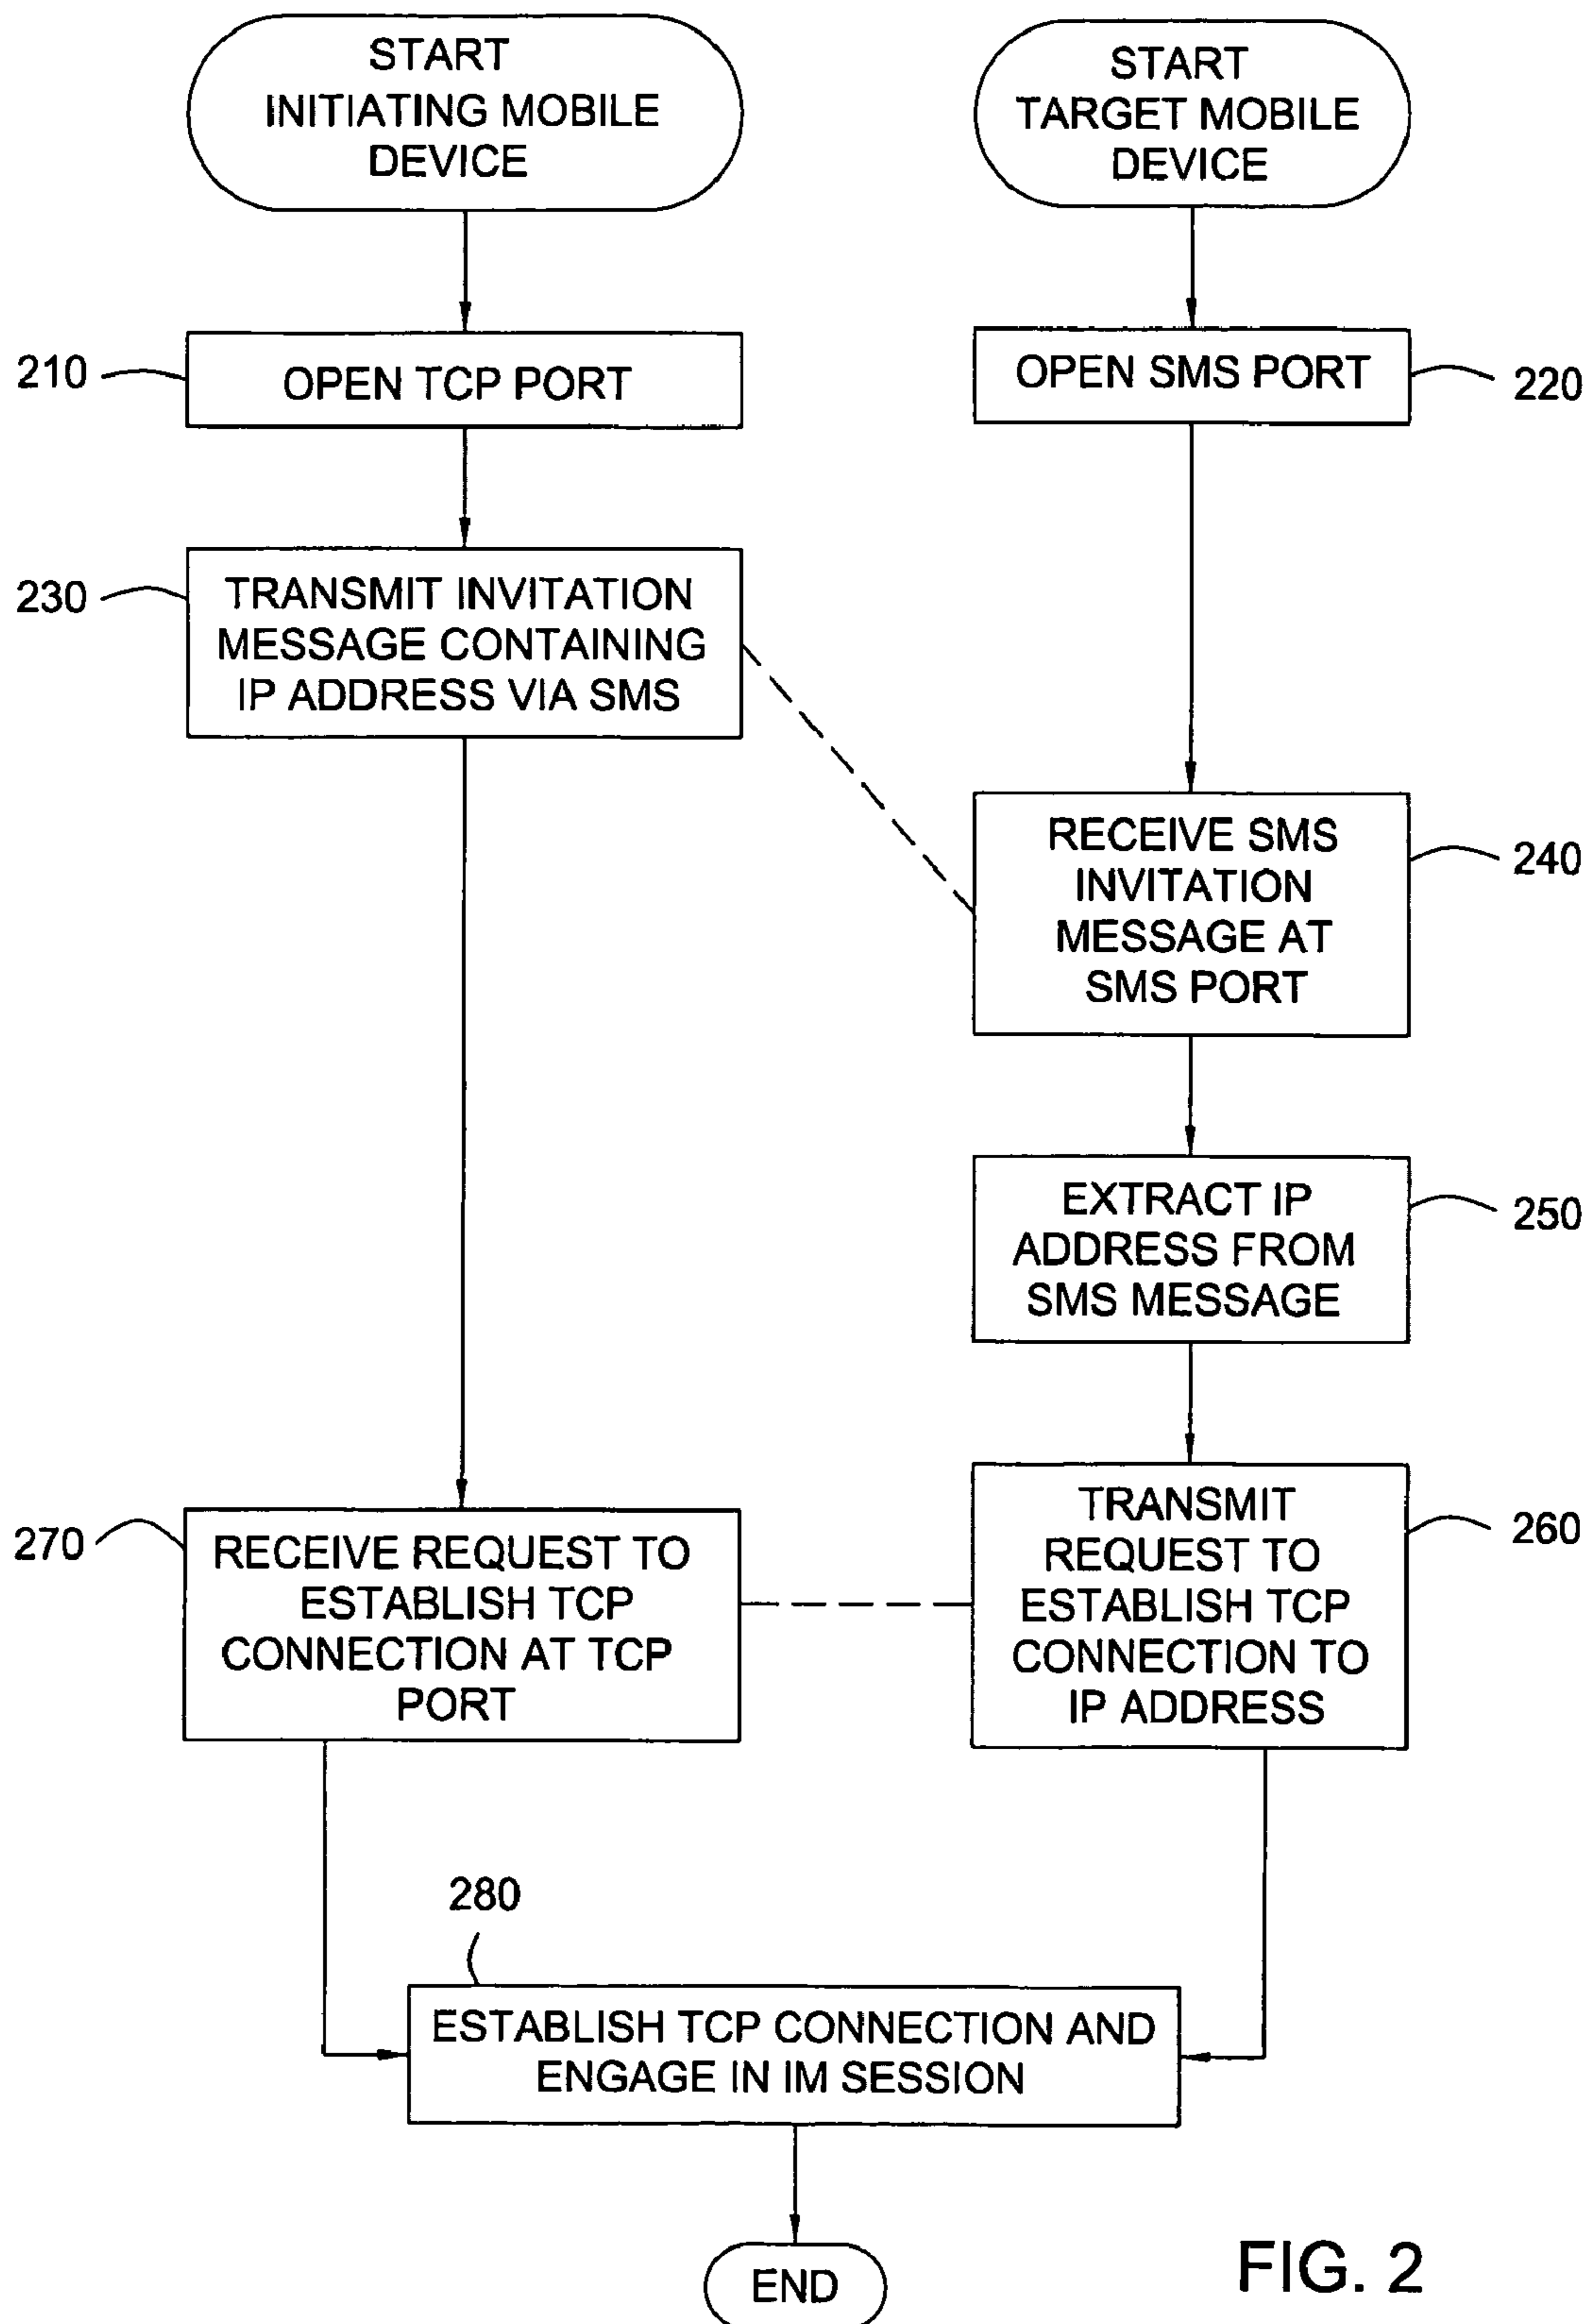 START
INITIATING MOBILE
DEVICE
START
TARGET MOBILE
DEVICE
210
OPEN TCP PORT
OPEN SMS PORT
220
230
TRANSMIT INVITATION
MESSAGE CONTAINING
IP ADDRESS VIA SMS
RECEIVE SMS
INVITATION
MESSAGE AT
SMS PORT
240
EXTRACT IP
ADDRESS FROM
SMS MESSAGE
250
270
RECEIVE REQUEST TO
ESTABLISH TCP
CONNECTION AT TCP
PORT
TRANSMIT
REQUEST TO
ESTABLISH TCP
CONNECTION TO
IP ADDRESS
260
280
ESTABLISH TCP CONNECTION AND
ENGAGE IN IM SESSION
END
FIG. 2